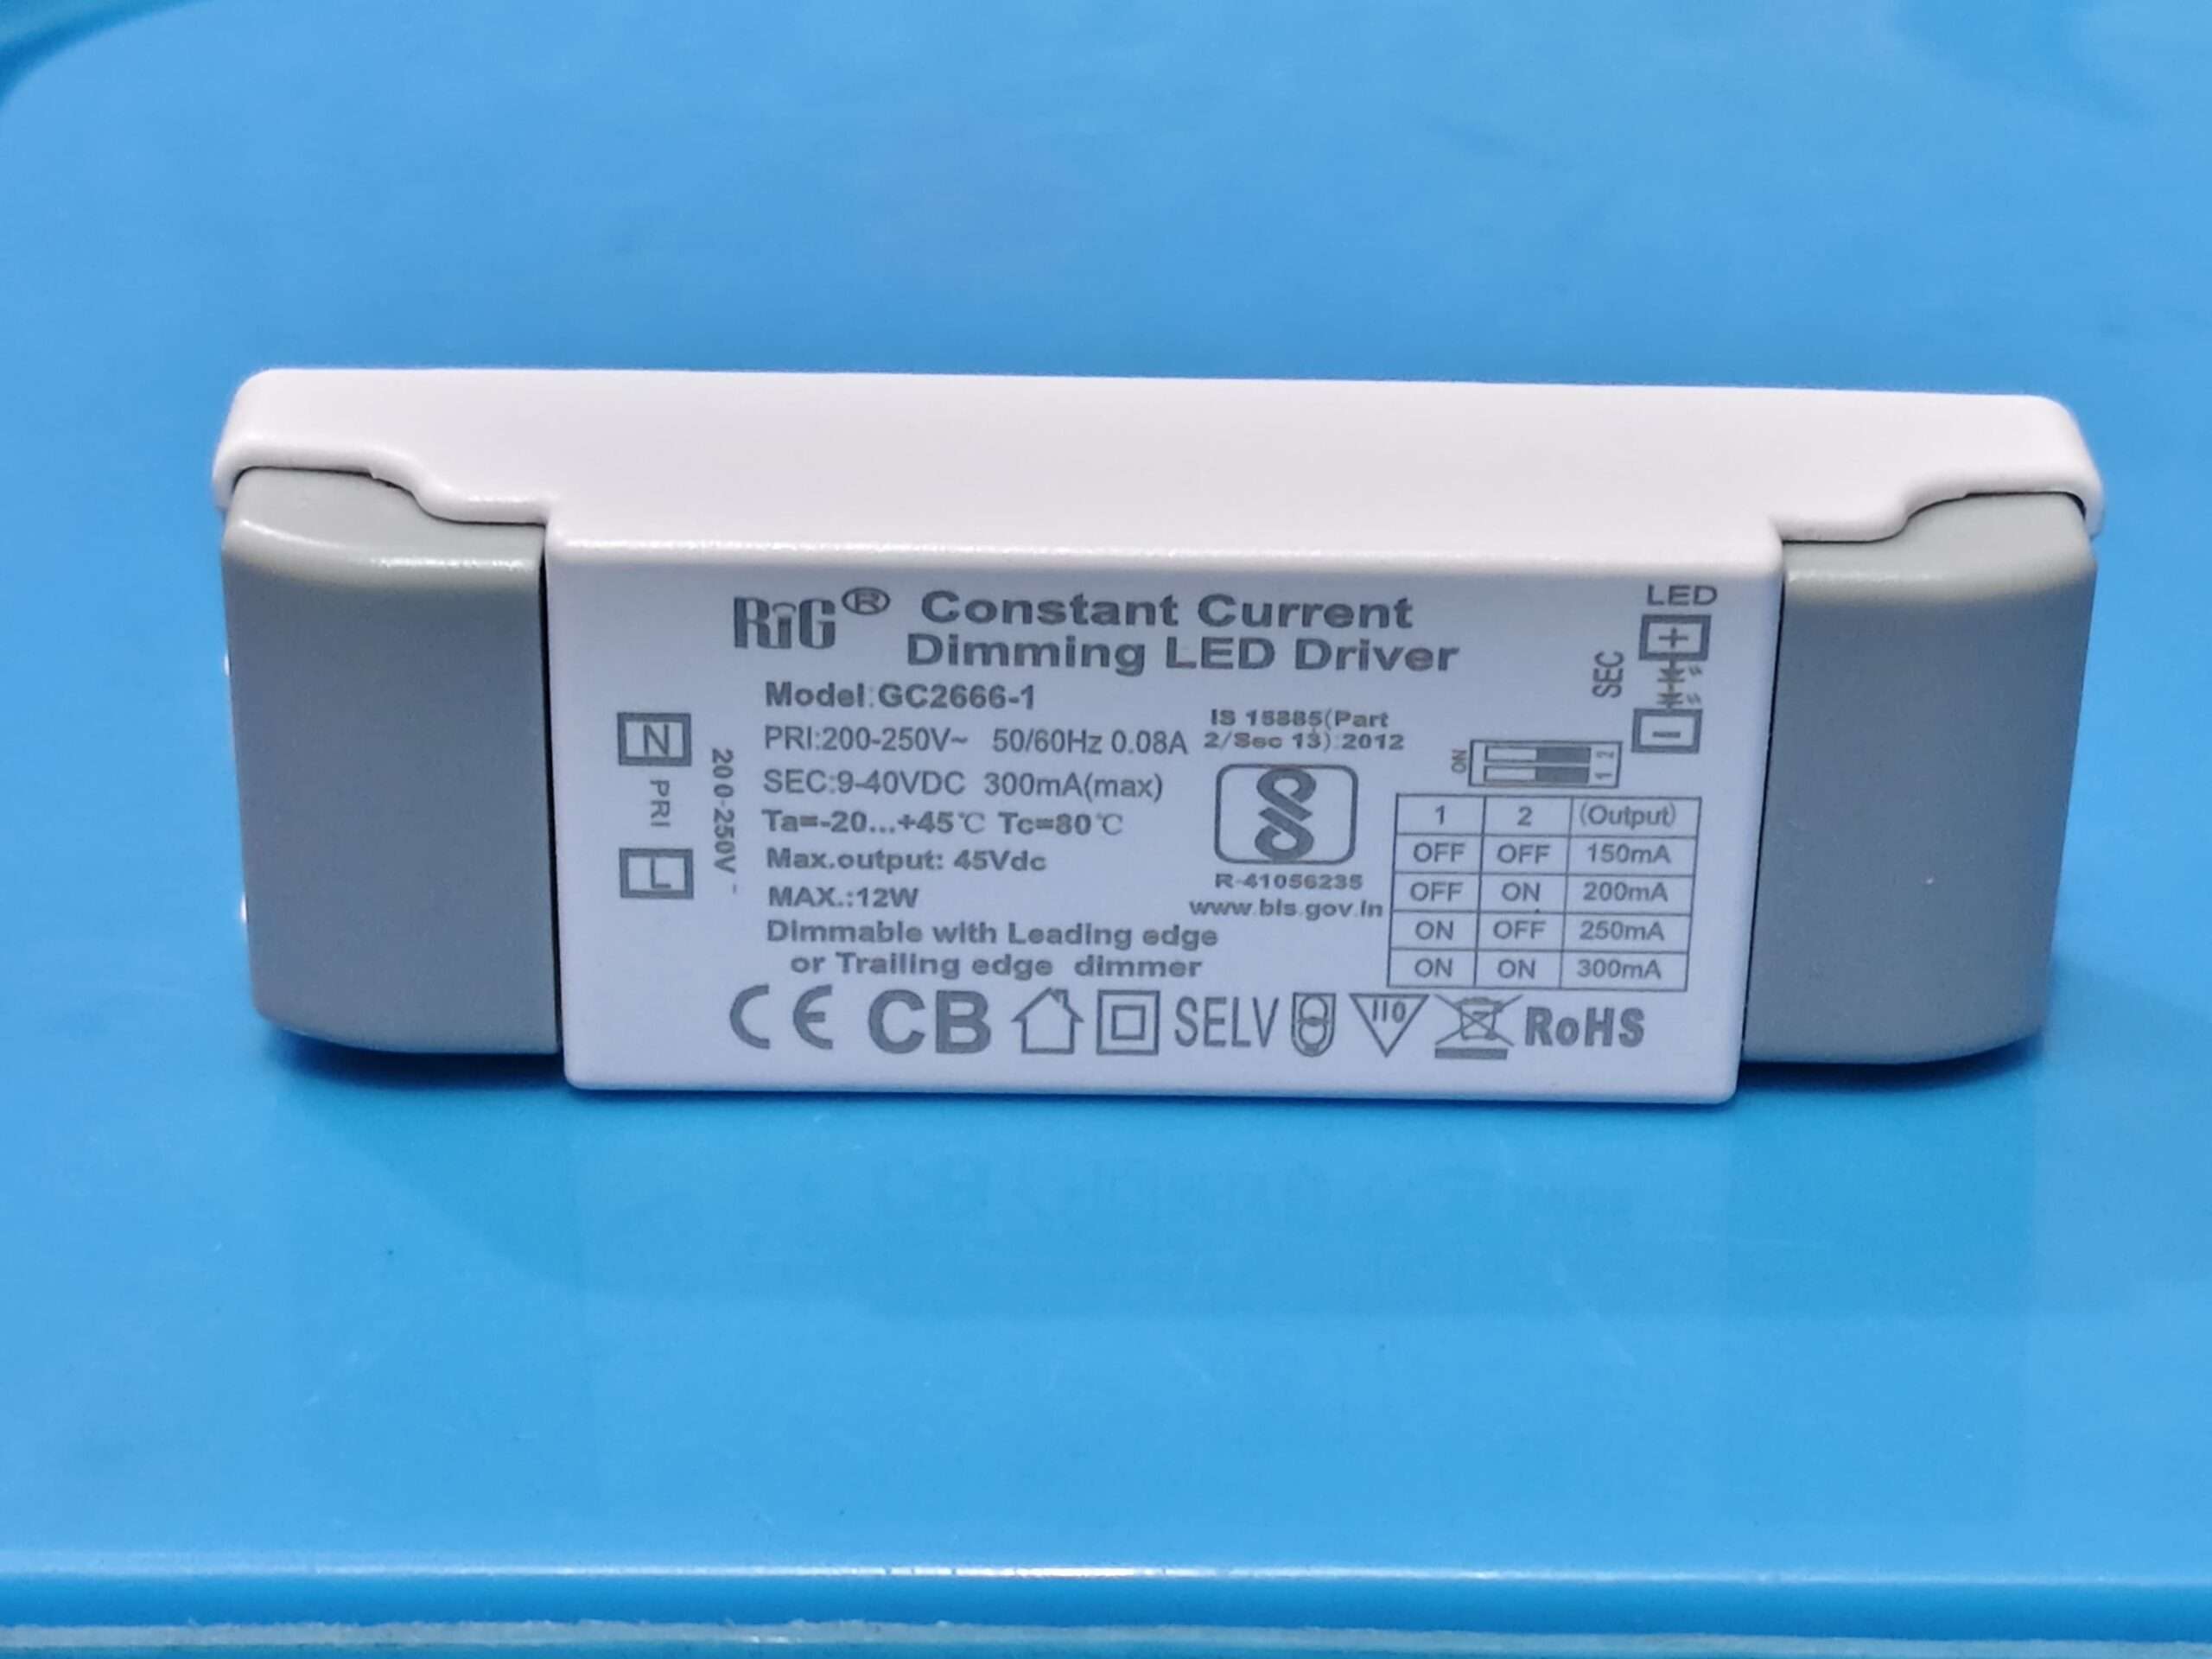 RiG® Constant Current
Dimming LED Driver
Model:GC2666-1
PRI:200-250V~ 50/60Hz 0.08A
SEC:9-40VDC 300mA(max)
Ta=-20...+45℃ Tc=80℃
Max.output: 45Vdc
MAX.:12W
Dimmable with Leading edge
or Trailing edge dimmer
N
PRI
L
200-250V~
IS 15885(Part
2/Sec 13):2012
R-41056235
www.bis.gov.in
LED
SEC
+
-
ON
1 2
1 2 (Output)
OFF OFF 150mA
OFF ON 200mA
ON OFF 250mA
ON ON 300mA
CE CB SELV 110 RoHS